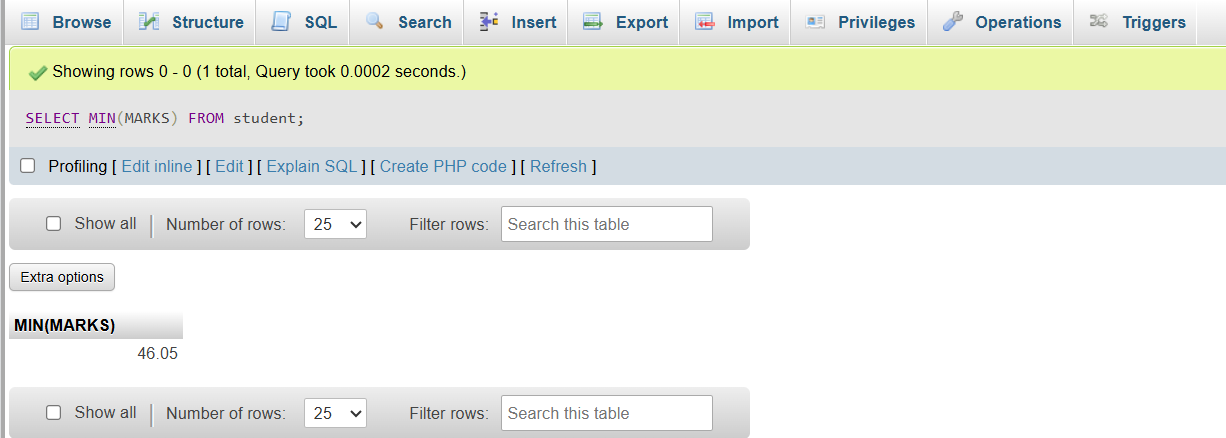 Browse Structure SQL Search Insert Export Import Privileges Operations Triggers
Showing rows 0 - 0 (1 total, Query took 0.0002 seconds.)
SELECT MIN(MARKS) FROM student;
Profiling [ Edit inline ] [ Edit ] [ Explain SQL ] [ Create PHP code ] [ Refresh ]
Show all Number of rows: 25 Filter rows: Search this table
Extra options
MIN(MARKS)
46.05
Show all Number of rows: 25 Filter rows: Search this table